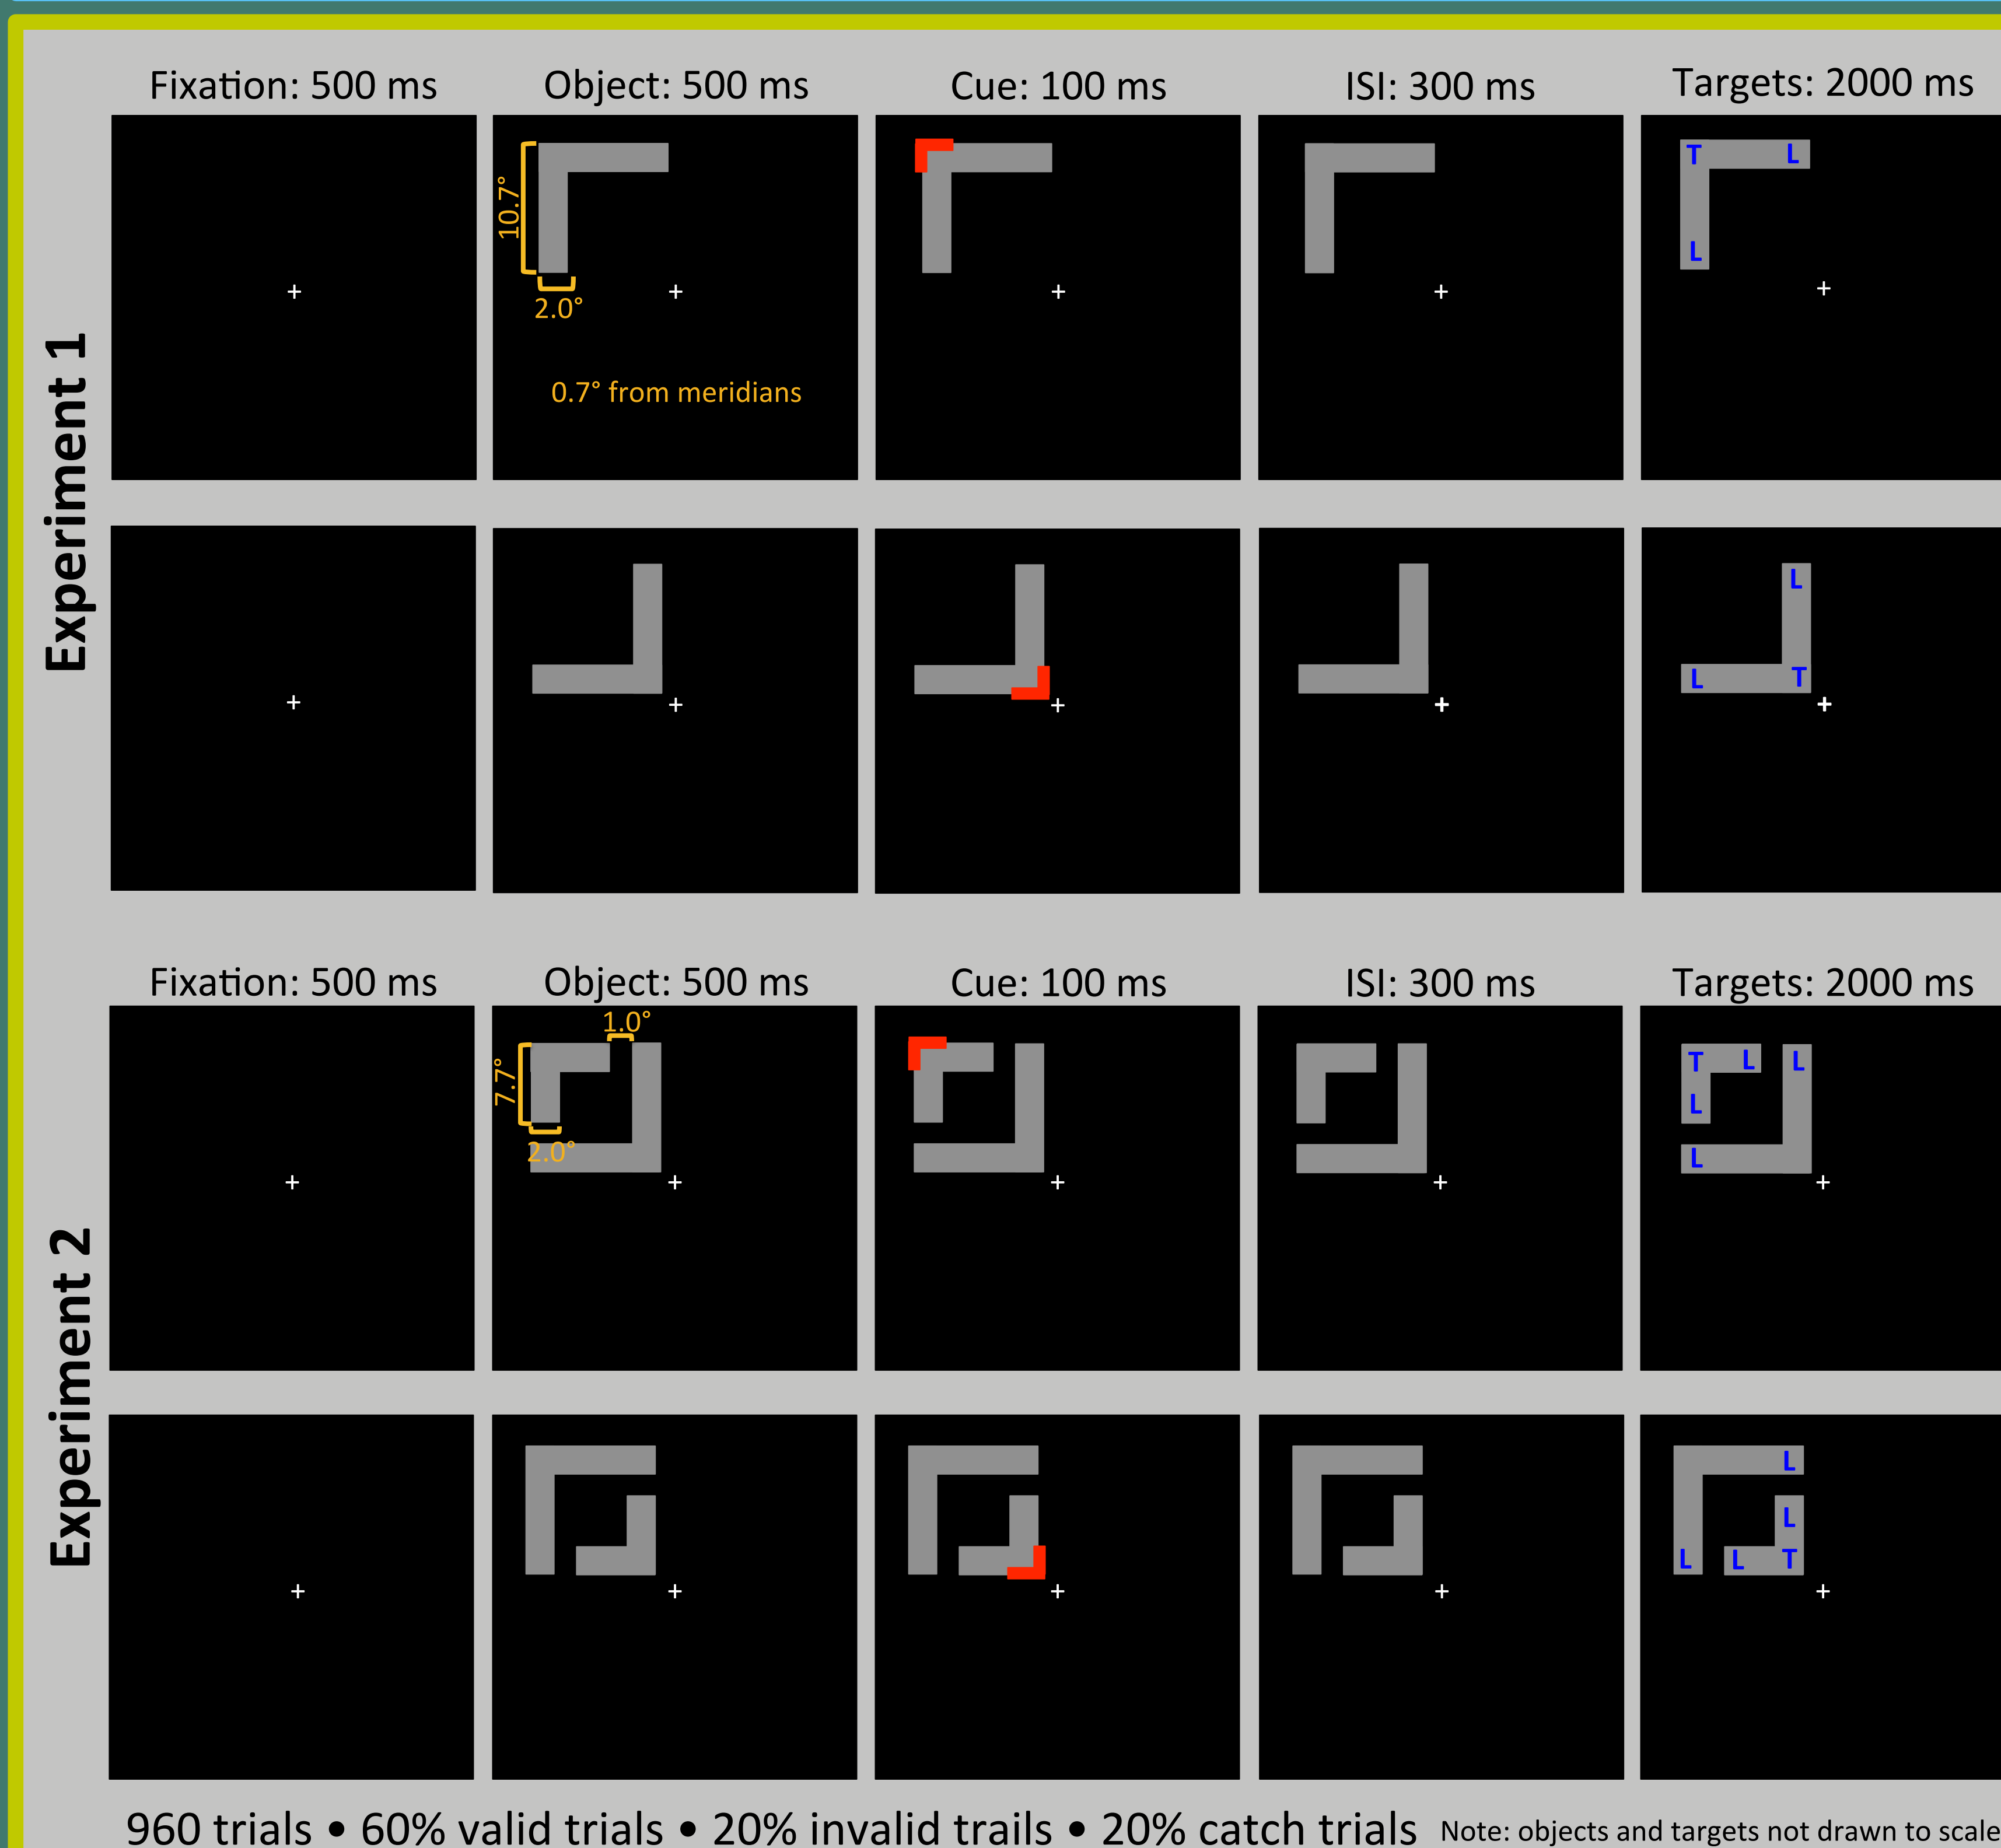 Fixation: 500 ms Object: 500 ms Cue: 100 ms ISI: 300 ms Targets: 2000 ms
Experiment 1
10.7°
2.0°
0.7° from meridians
T L
L
L
L T
Fixation: 500 ms Object: 500 ms Cue: 100 ms ISI: 300 ms Targets: 2000 ms
Experiment 2
1.0°
7.7°
2.0°
T L L
L
L
L
L
L L T
960 trials • 60% valid trials • 20% invalid trails • 20% catch trials Note: objects and targets not drawn to scale